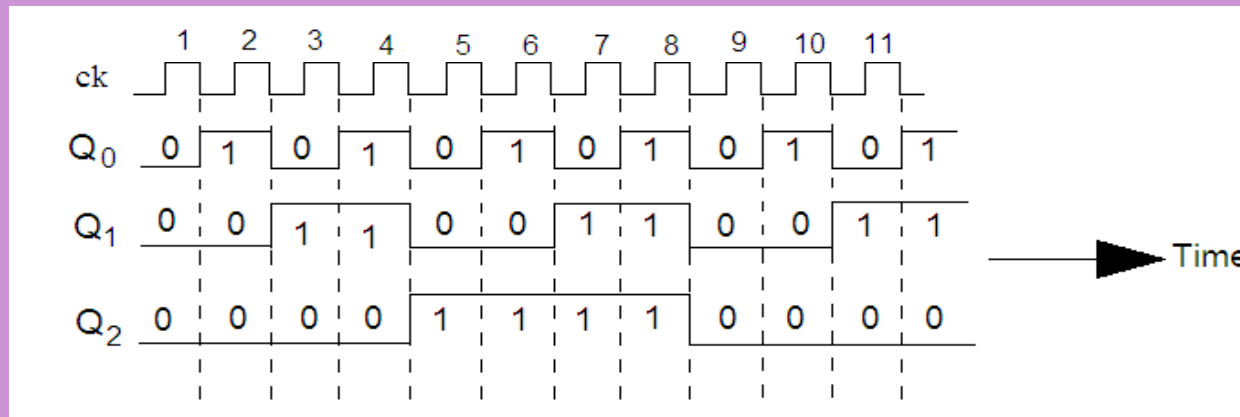 1 2 3 4 5 6 7 8 9 10 11
ck
Q0 0 1 0 1 0 1 0 1 0 1 0 1
Q1 0 0 1 1 0 0 1 1 0 0 1 1
Time
Q2 0 0 0 0 1 1 1 1 0 0 0 0